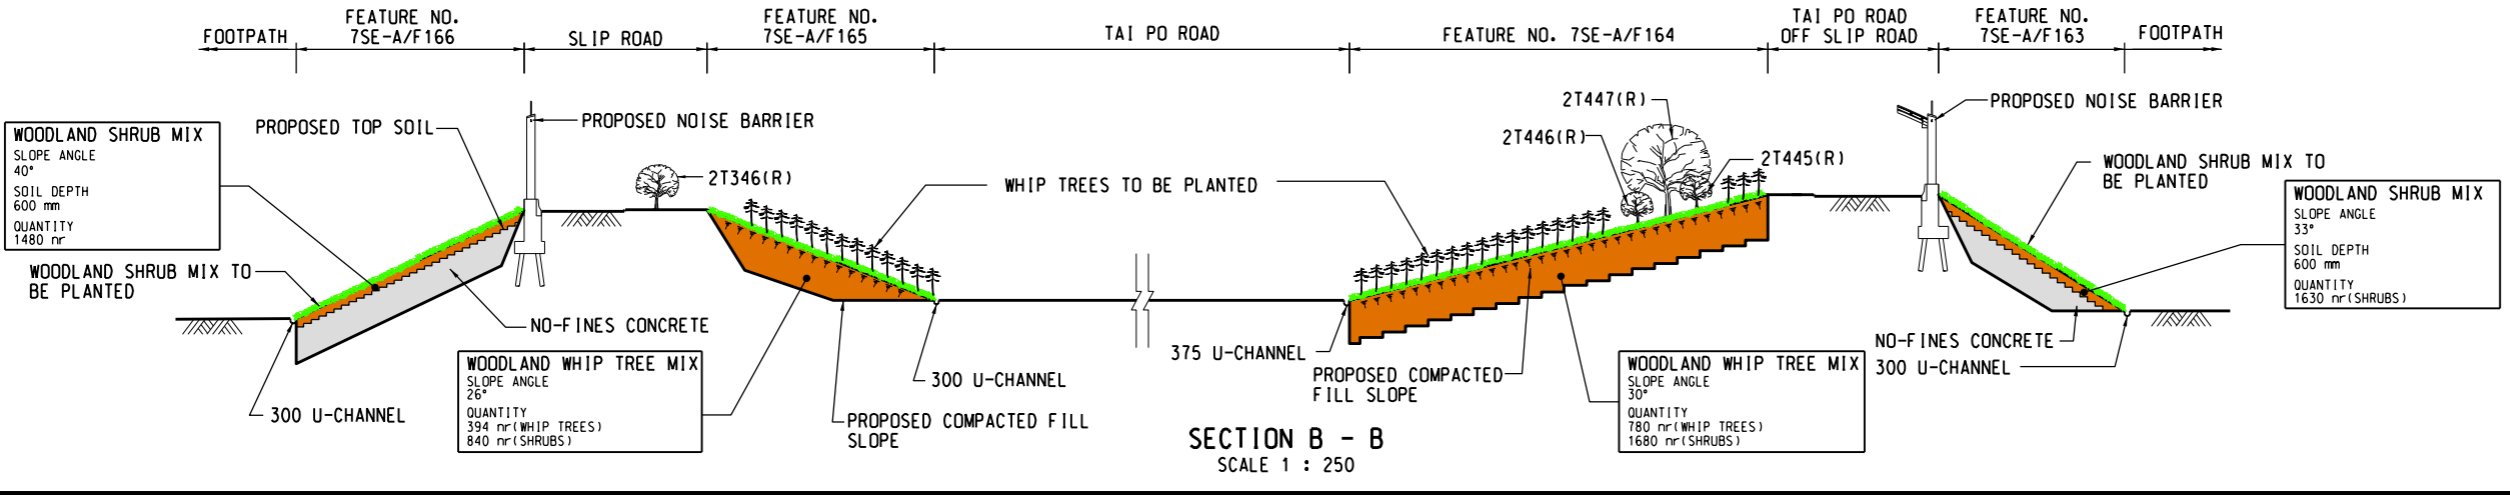 FOOTPATH
FEATURE NO.
7SE-A/F166
SLIP ROAD
FEATURE NO.
7SE-A/F165
TAI PO ROAD
FEATURE NO. 7SE-A/F164
TAI PO ROAD
OFF SLIP ROAD
FEATURE NO.
7SE-A/F163
FOOTPATH
WOODLAND SHRUB MIX
SLOPE ANGLE
40°
SOIL DEPTH
600 mm
QUANTITY
1480 nr
PROPOSED TOP SOIL
PROPOSED NOISE BARRIER
2T346(R)
WHIP TREES TO BE PLANTED
2T447(R)
2T446(R)
2T445(R)
PROPOSED NOISE BARRIER
WOODLAND SHRUB MIX TO
BE PLANTED
WOODLAND SHRUB MIX
SLOPE ANGLE
33°
SOIL DEPTH
600 mm
QUANTITY
1630 nr(SHRUBS)
WOODLAND SHRUB MIX TO
BE PLANTED
NO-FINES CONCRETE
300 U-CHANNEL
WOODLAND WHIP TREE MIX
SLOPE ANGLE
26°
QUANTITY
394 nr(WHIP TREES)
840 nr(SHRUBS)
300 U-CHANNEL
PROPOSED COMPACTED FILL
SLOPE
375 U-CHANNEL
PROPOSED COMPACTED
FILL SLOPE
WOODLAND WHIP TREE MIX
SLOPE ANGLE
30°
QUANTITY
780 nr(WHIP TREES)
1680 nr(SHRUBS)
NO-FINES CONCRETE
300 U-CHANNEL
SECTION B - B
SCALE 1 : 250